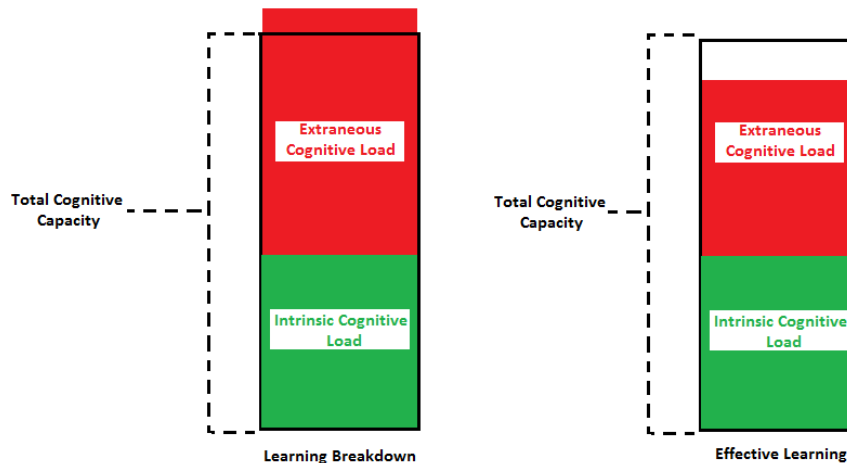 Extraneous
Cognitive Load
Total Cognitive
Capacity
Intrinsic Cognitive
Load
Learning Breakdown
Extraneous
Cognitive Load
Total Cognitive
Capacity
Intrinsic Cognitive
Load
Effective Learning